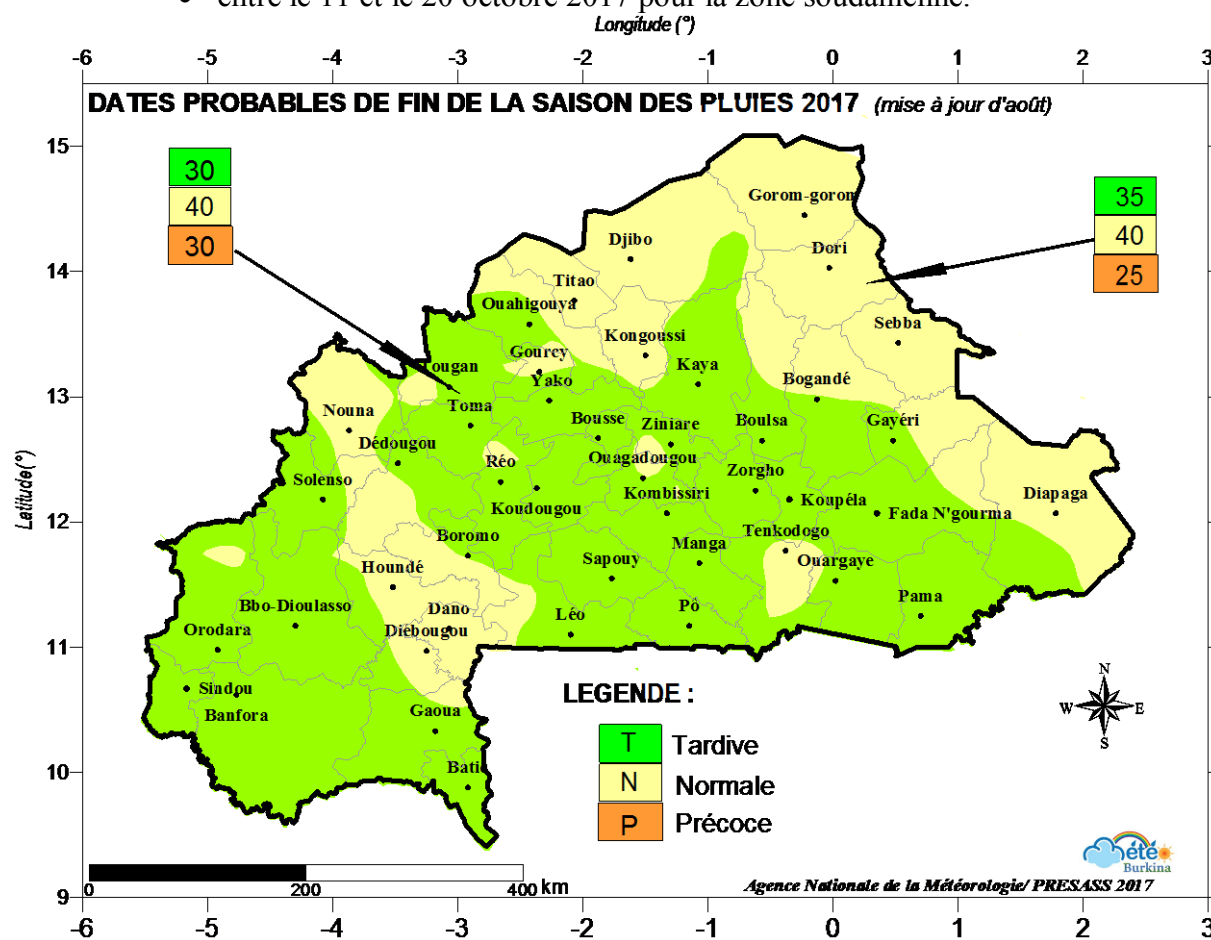 • entre le 11 et le 20 octobre 2017 pour la zone soudanienne.
Longitude (°)
-6 -5 -4 -3 -2 -1 0 1 2 3
DATES PROBABLES DE FIN DE LA SAISON DES PLUIES 2017 (mise à jour d'août)
15
30
40
30
35
40
25
Gorom-gorom
Djibo
Dori
14
Titao
Ouahigouya
Sebba
Kongoussi
Gourcy
Kaya
Tougan
Yako
Bogandé
13
Nouna
Toma
Bousse
Ziniare
Boulsa
Gayéri
Dédougou
Réo
Ouagadougou
Zorgho
Solenso
Kombissiri
Koupéla
Diapaga
Koudougou
Fada N'gourma
12
Latitude(°)
Boromo
Tenkodogo
Manga
Houndé
Sapouy
Ouargaye
Bbo-Dioulasso
Dano
Léo
Pô
Pama
Orodara
Diébougou
11
Sindou
Banfora
Gaoua
LEGENDE :
N
W E
S
T Tardive
10
Batié
N Normale
P Précoce
été
Burkina
9
0 200 400 km
Agence Nationale de la Météorologie/ PRESASS 2017
-6 -5 -4 -3 -2 -1 0 1 2 3